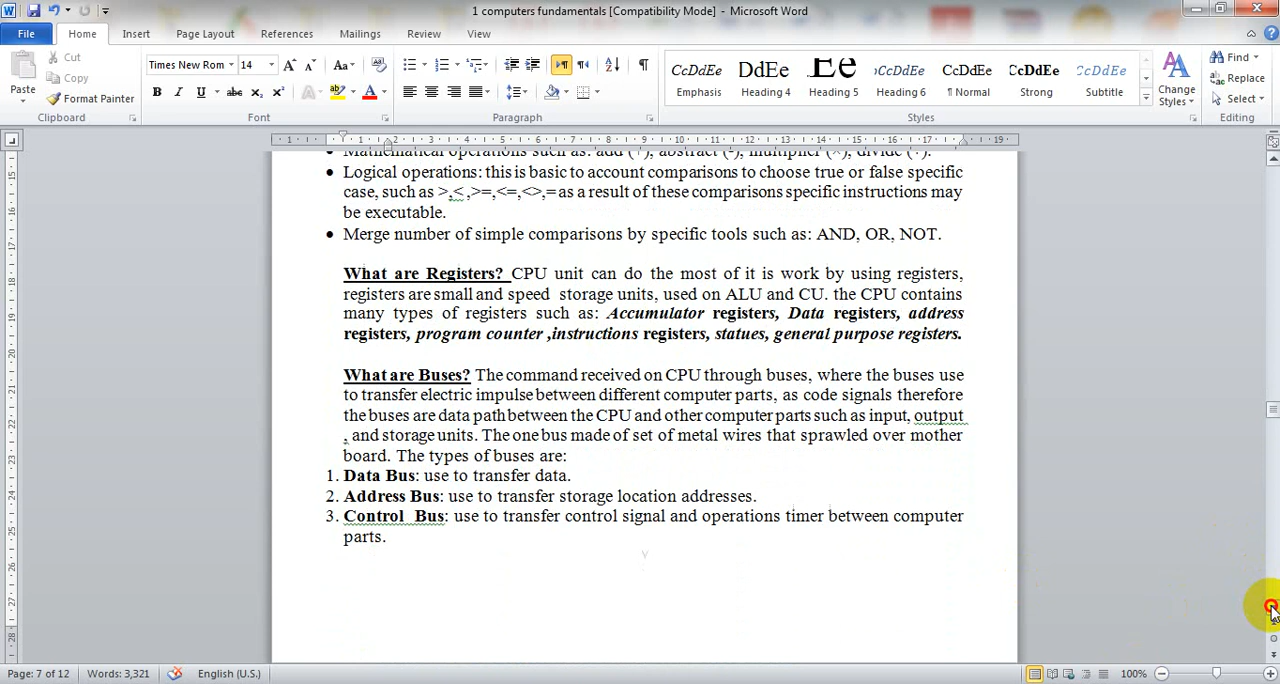 1 computers fundamentals [Compatibility Mode] - Microsoft Word
File Home Insert Page Layout References Mailings Review View
Paste Cut Copy Format Painter Clipboard
Times New Rom 14 Font
Paragraph
CcDdEe Emphasis DdEe Heading 4 Ee Heading 5 CcDdEe Heading 6 CcDdEe ¶ Normal CcDdEe Strong CcDdEe Subtitle Change Styles Styles
Find Replace Select Editing
Mathematical operations such as: add (+), abstract (-), multiplier (×), divide (÷).
• Logical operations: this is basic to account comparisons to choose true or false specific
case, such as >,< ,>=,<=,<>,= as a result of these comparisons specific instructions may
be executable.
• Merge number of simple comparisons by specific tools such as: AND, OR, NOT.
What are Registers? CPU unit can do the most of it is work by using registers,
registers are small and speed storage units, used on ALU and CU. the CPU contains
many types of registers such as: Accumulator registers, Data registers, address
registers, program counter ,instructions registers, statues, general purpose registers.
What are Buses? The command received on CPU through buses, where the buses use
to transfer electric impulse between different computer parts, as code signals therefore
the buses are data path between the CPU and other computer parts such as input, output
, and storage units. The one bus made of set of metal wires that sprawled over mother
board. The types of buses are:
1. Data Bus: use to transfer data.
2. Address Bus: use to transfer storage location addresses.
3. Control Bus: use to transfer control signal and operations timer between computer
parts.
٧
Page: 7 of 12 Words: 3,321 English (U.S.) 100%